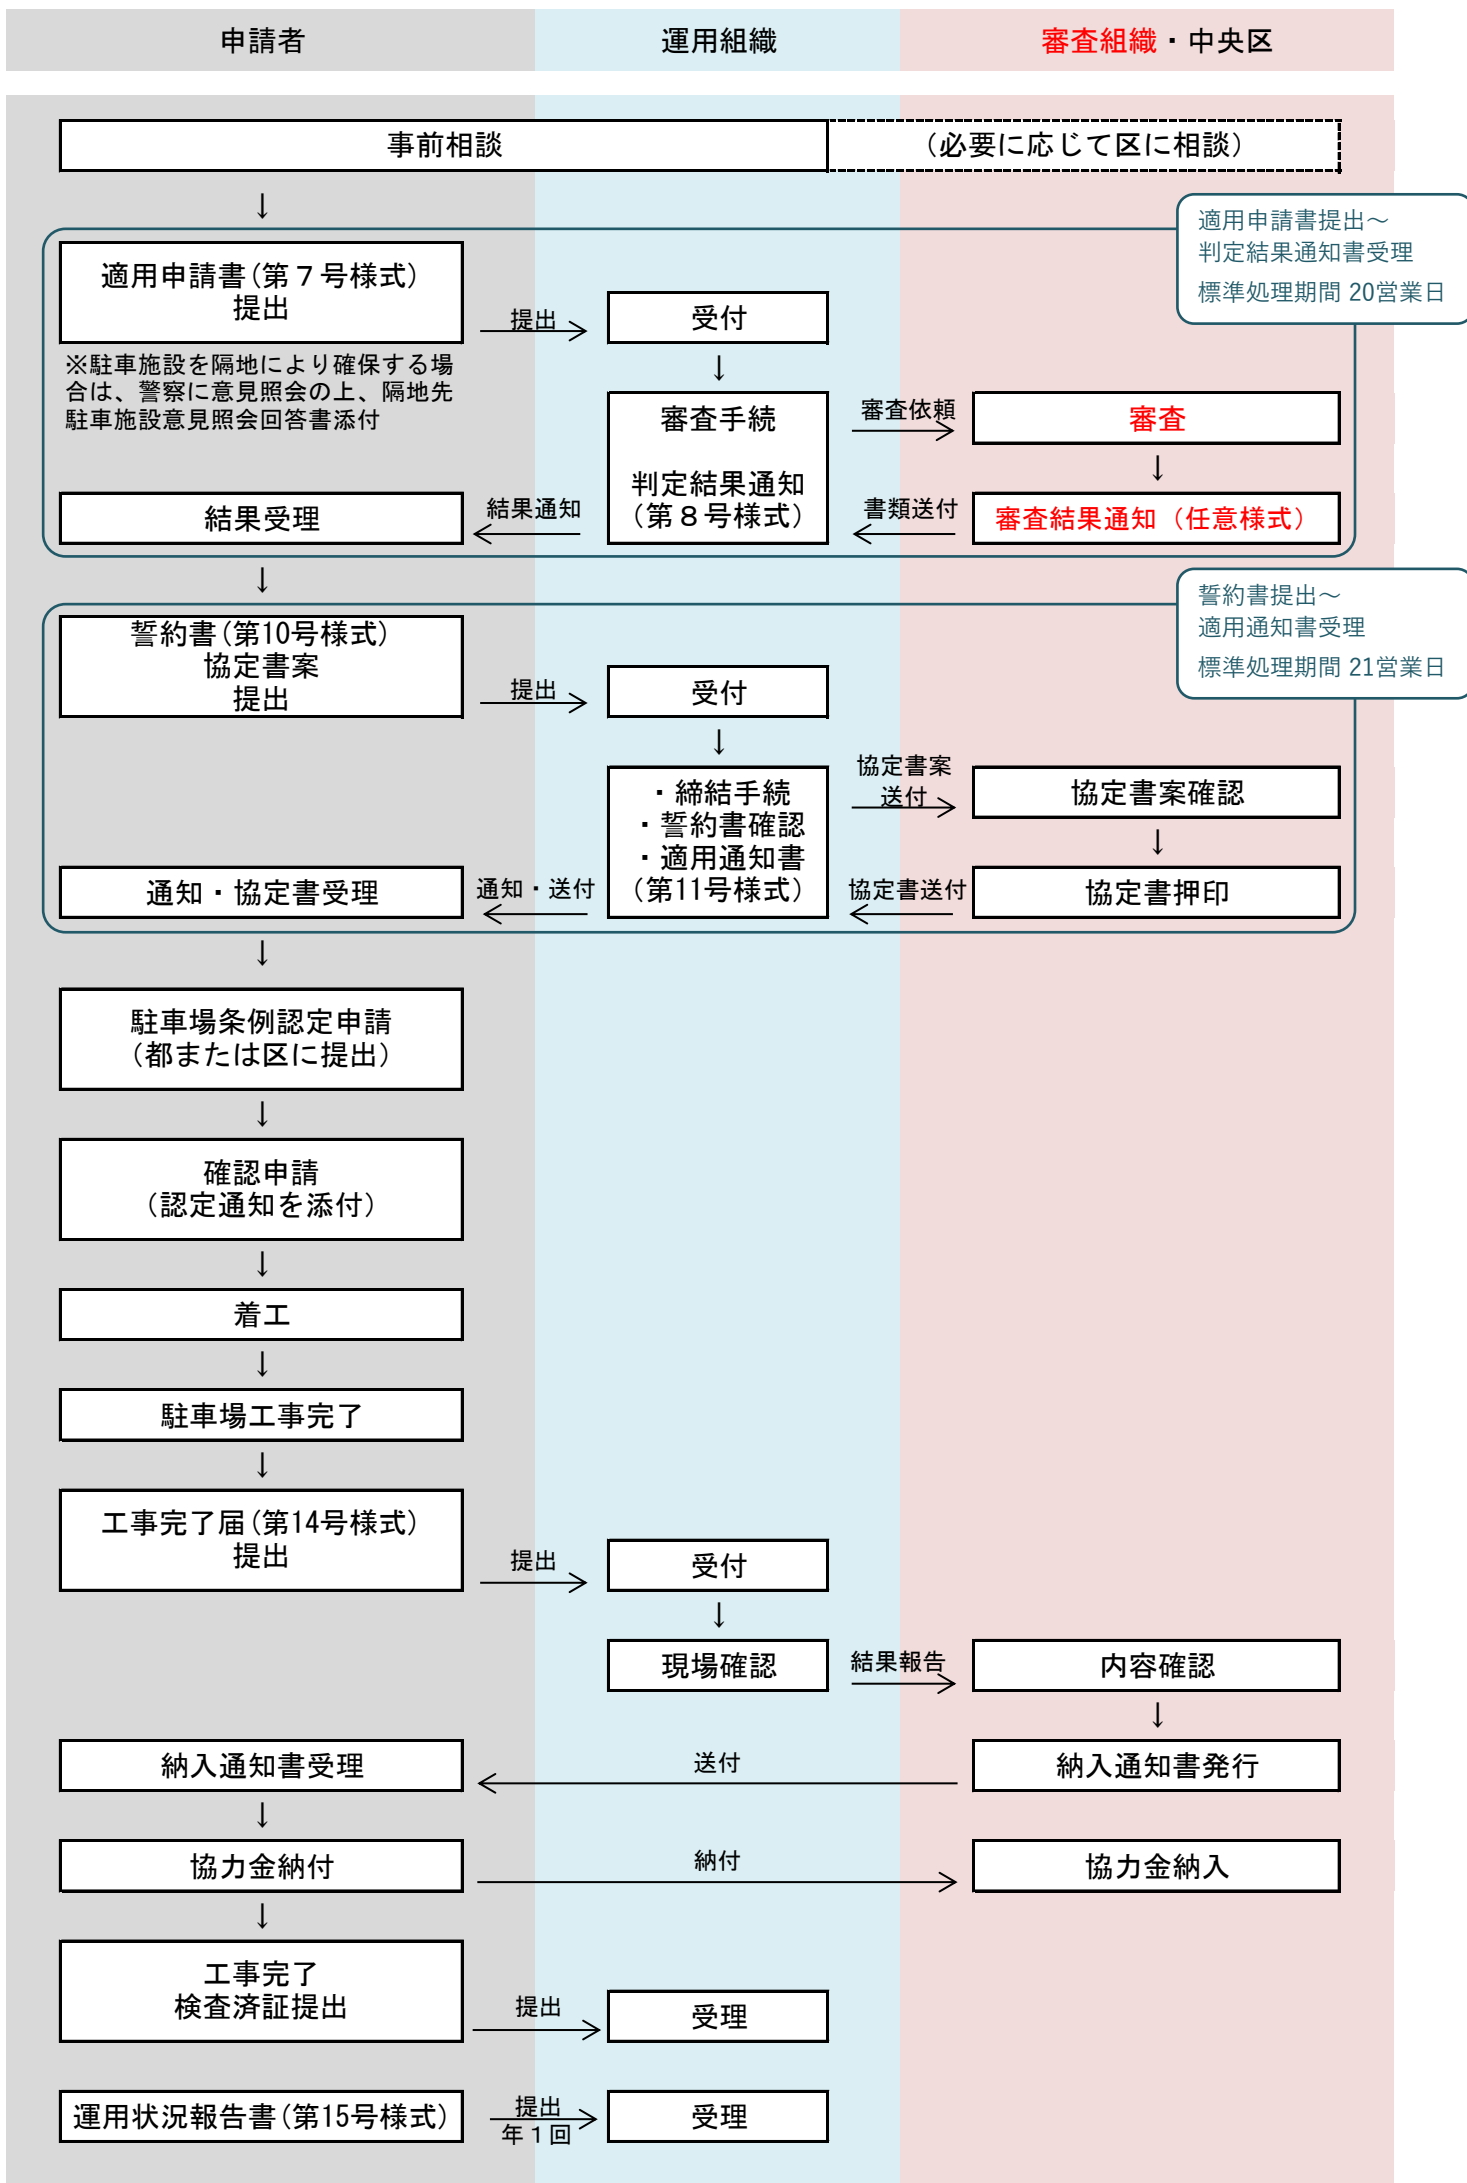 申請者
運用組織
審査組織・中央区
事前相談
（必要に応じて区に相談）
↓
適用申請書提出～
判定結果通知書受理
標準処理期間 20営業日
適用申請書（第７号様式）
提出
提出
受付
※駐車施設を隔地により確保する場
合は、警察に意見照会の上、隔地先
駐車施設意見照会回答書添付
↓
審査手続
判定結果通知
（第８号様式）
審査依頼
審査
↓
結果受理
結果通知
書類送付
審査結果通知（任意様式）
↓
誓約書提出～
適用通知書受理
標準処理期間 21営業日
誓約書（第10号様式）
協定書案
提出
提出
受付
↓
・締結手続
・誓約書確認
・適用通知書
（第11号様式）
協定書案
送付
協定書案確認
↓
通知・協定書受理
通知・送付
協定書送付
協定書押印
↓
駐車場条例認定申請
（都または区に提出）
↓
確認申請
（認定通知を添付）
↓
着工
↓
駐車場工事完了
↓
工事完了届（第14号様式）
提出
提出
受付
↓
現場確認
結果報告
内容確認
↓
納入通知書受理
送付
納入通知書発行
↓
協力金納付
納付
協力金納入
↓
工事完了
検査済証提出
提出
受理
運用状況報告書（第15号様式）
提出
年１回
受理